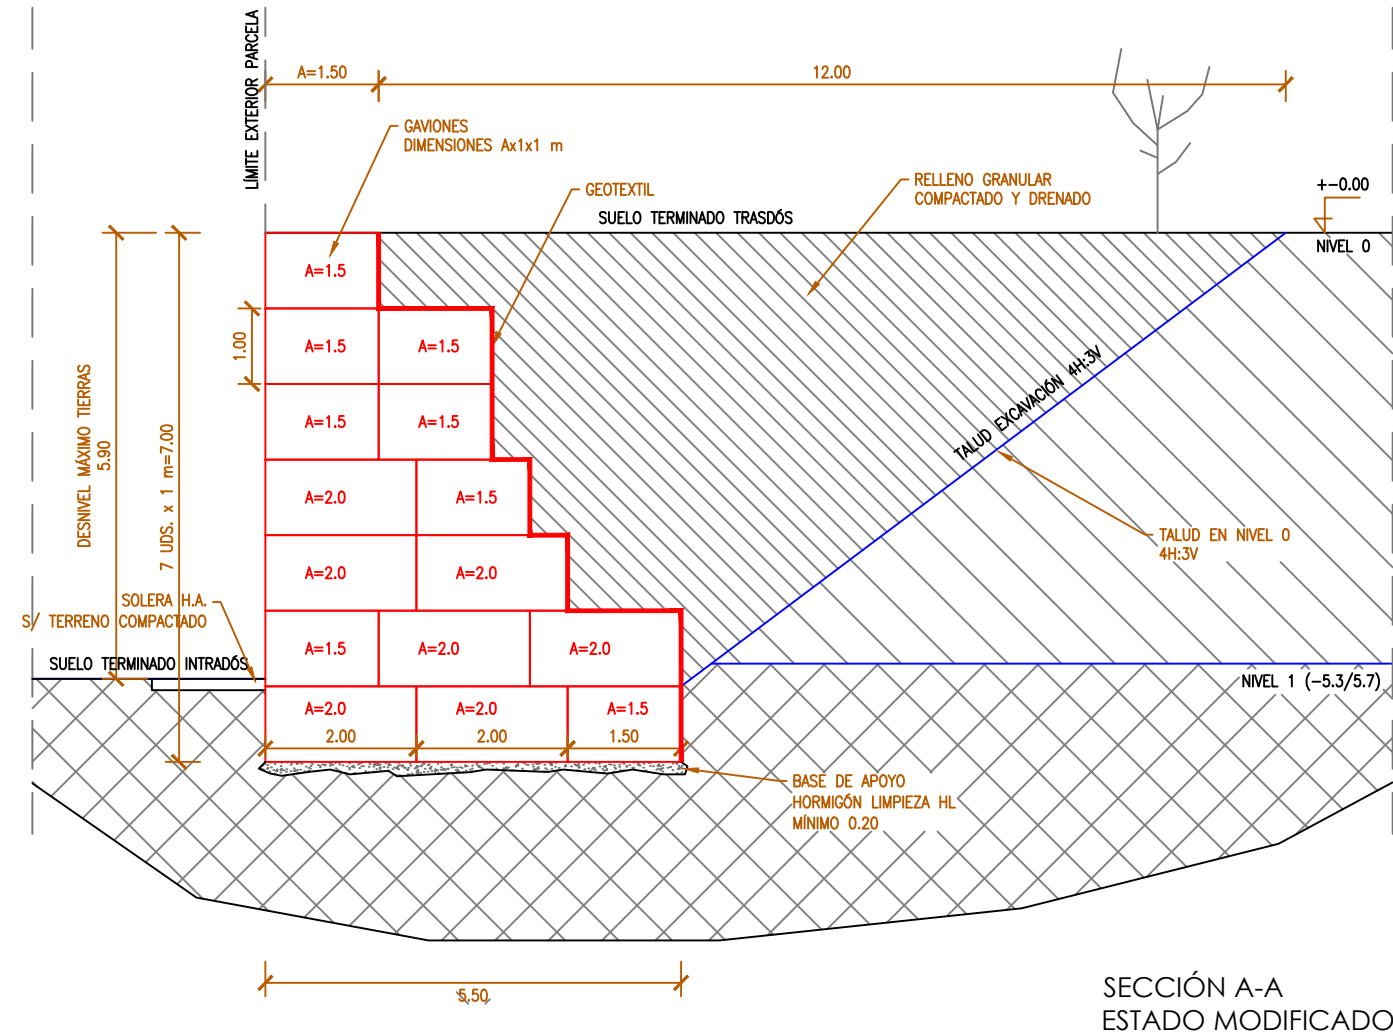 LÍMITE EXTERIOR PARCELA
A=1.50
12.00
GAVIONES
DIMENSIONES Ax1x1 m
GEOTEXTIL
RELLENO GRANULAR
COMPACTADO Y DRENADO
SUELO TERMINADO TRASDÓS
+-0.00
NIVEL 0
A=1.5
1.00
A=1.5
A=1.5
A=1.5
A=1.5
DESNIVEL MÁXIMO TIERRAS
5.90
7 UDS. x 1 m=7.00
TALUD EXCAVACIÓN 4H:3V
A=2.0
A=1.5
TALUD EN NIVEL 0
4H:3V
A=2.0
A=2.0
SOLERA H.A.
S/ TERRENO COMPACTADO
A=1.5
A=2.0
A=2.0
SUELO TERMINADO INTRADÓS
NIVEL 1 (-5.3/5.7)
A=2.0
A=2.0
A=1.5
2.00
2.00
1.50
BASE DE APOYO
HORMIGÓN LIMPIEZA HL
MÍNIMO 0.20
5.50
SECCIÓN A-A
ESTADO MODIFICADO